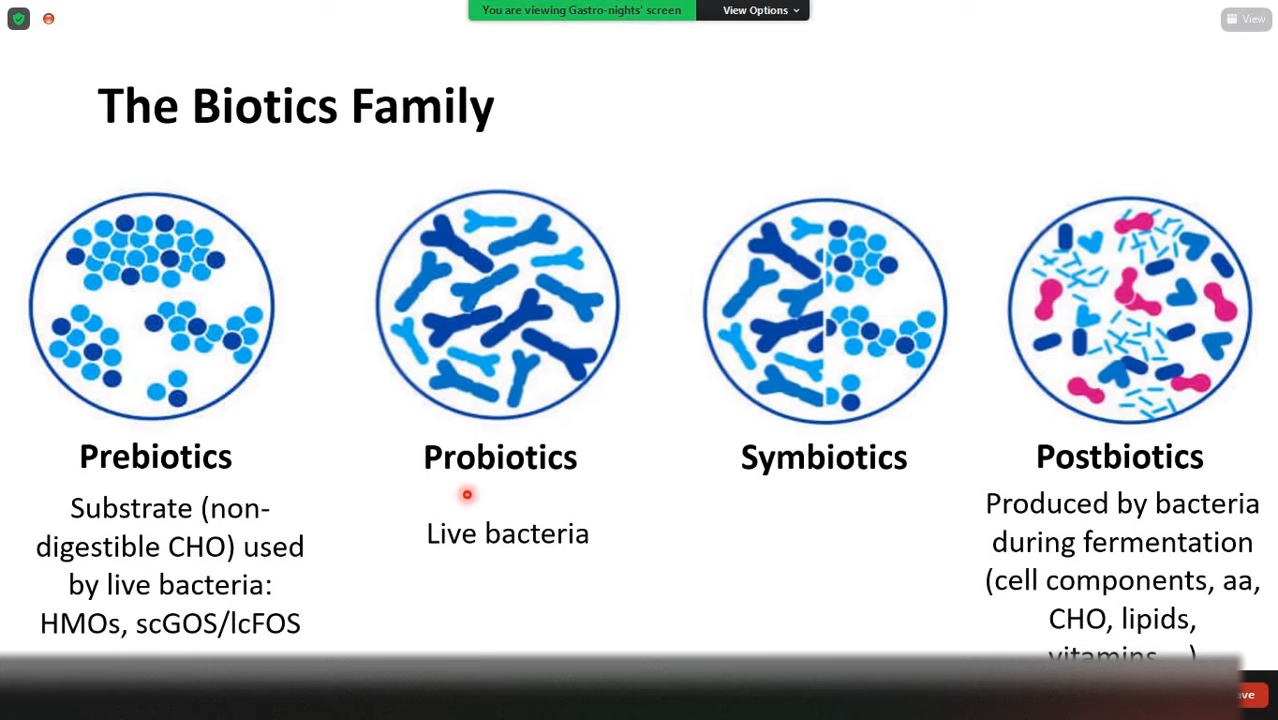 You are viewing Gastro-nights' screen
View Options
View
The Biotics Family
Prebiotics
Substrate (non-
digestible CHO) used
by live bacteria:
HMOs, scGOS/lcFOS
Probiotics
Live bacteria
Symbiotics
Postbiotics
Produced by bacteria
during fermentation
(cell components, aa,
CHO, lipids,
vitamins...)